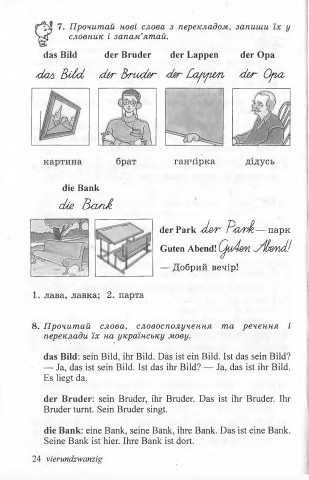 7. Прочитай нові слова з перекладом, запиши їх у
словник і запам'ятай.
das Bild der Bruder der Lappen der Opa
das Bild der Bruder der Lappen der Opa
картина брат ганчірка дідусь
die Bank
die Bank
der Park der Park — парк
Guten Abend! Guten Abend!
— Добрий вечір!
1. лава, лавка; 2. парта
8. Прочитай слова, словосполучення та речення і
переклади їх на українську мову.
das Bild: sein Bild, ihr Bild. Das ist ein Bild. Ist das sein Bild?
— Ja, das ist sein Bild. Ist das ihr Bild? — Ja, das ist ihr Bild.
Es liegt da.
der Bruder: sein Bruder, ihr Bruder. Das ist ihr Bruder. Ihr
Bruder turnt. Sein Bruder singt.
die Bank: eine Bank, seine Bank, ihre Bank. Das ist eine Bank.
Seine Bank ist hier. Ihre Bank ist dort.
24 vierundzwanzig